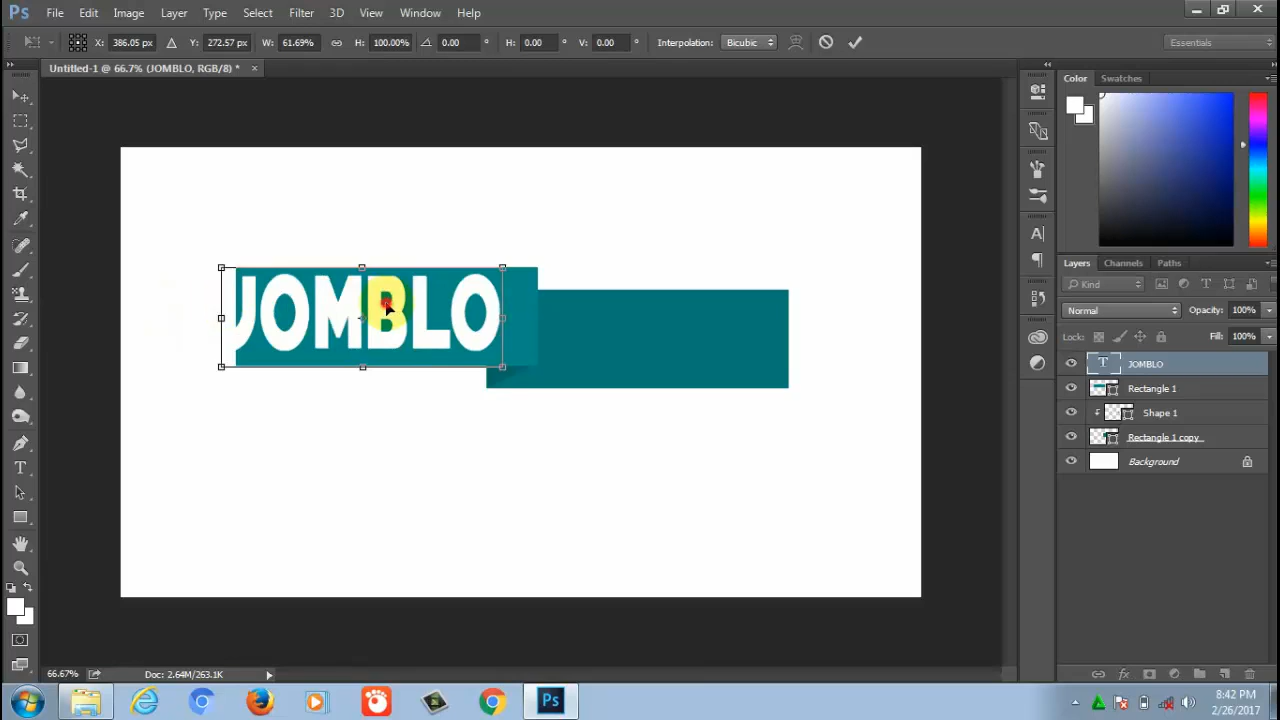 Ps File Edit Image Layer Type Select Filter 3D View Window Help
X: 386.05 px Y: 272.57 px W: 61.69% H: 100.00% 0.00 ° H: 0.00 ° V: 0.00 ° Interpolation: Bicubic Essentials
Untitled-1 @ 66.7% (JOMBLO, RGB/8) * ×
Color Swatches
JOMBLO
Layers Channels Paths
Kind
Normal Opacity: 100%
Lock: Fill: 100%
T JOMBLO
Rectangle 1
Shape 1
Rectangle 1 copy
Background
66.67% Doc: 2.64M/263.1K
Ps
8:42 PM
2/26/2017